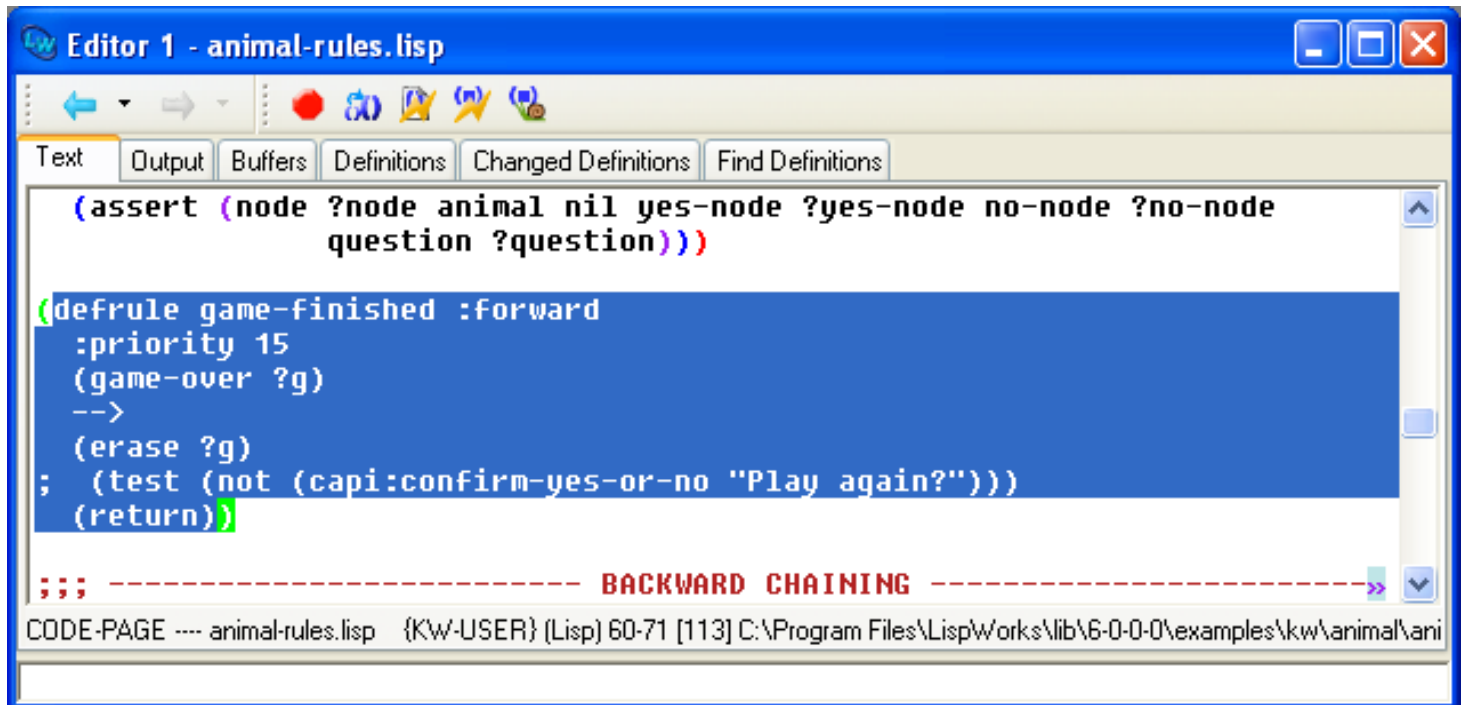 Editor 1 - animal-rules.lisp
Text Output Buffers Definitions Changed Definitions Find Definitions
(assert (node ?node animal nil yes-node ?yes-node no-node ?no-node
question ?question)))
(defrule game-finished :forward
:priority 15
(game-over ?g)
-->
(erase ?g)
;  (test (not (capi:confirm-yes-or-no "Play again?")))
(return))
;;; -------------------------- BACKWARD CHAINING ------------------------»
CODE-PAGE ---- animal-rules.lisp {KW-USER} (Lisp) 60-71 [113] C:\Program Files\LispWorks\lib\6-0-0-0\examples\kw\animal\ani